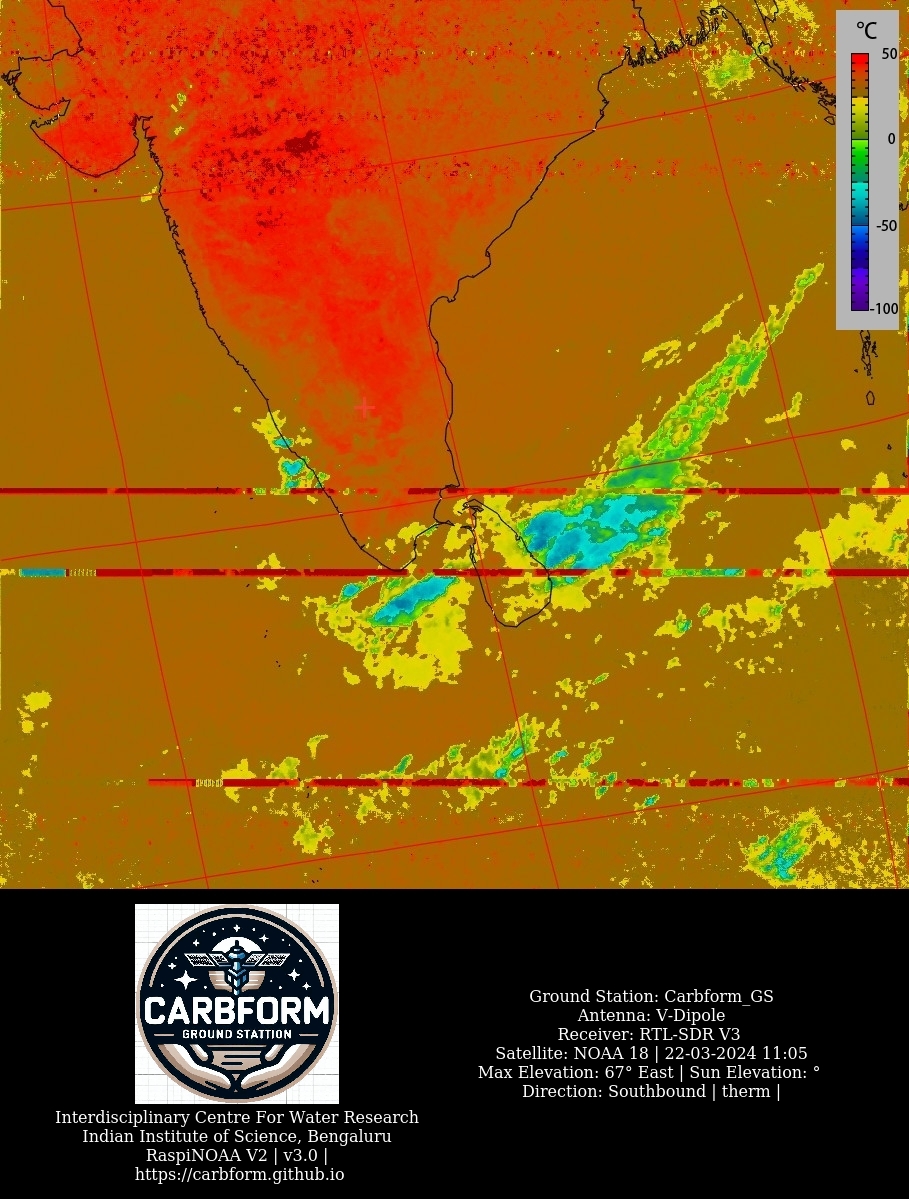 °C
50
0
-50
-100
CARBFORM
GROUND STATTION
Interdisciplinary Centre For Water Research
Indian Institute of Science, Bengaluru
RaspiNOAA V2 | v3.0 |
https://carbform.github.io
Ground Station: Carbform_GS
Antenna: V-Dipole
Receiver: RTL-SDR V3
Satellite: NOAA 18 | 22-03-2024 11:05
Max Elevation: 67° East | Sun Elevation: °
Direction: Southbound | therm |